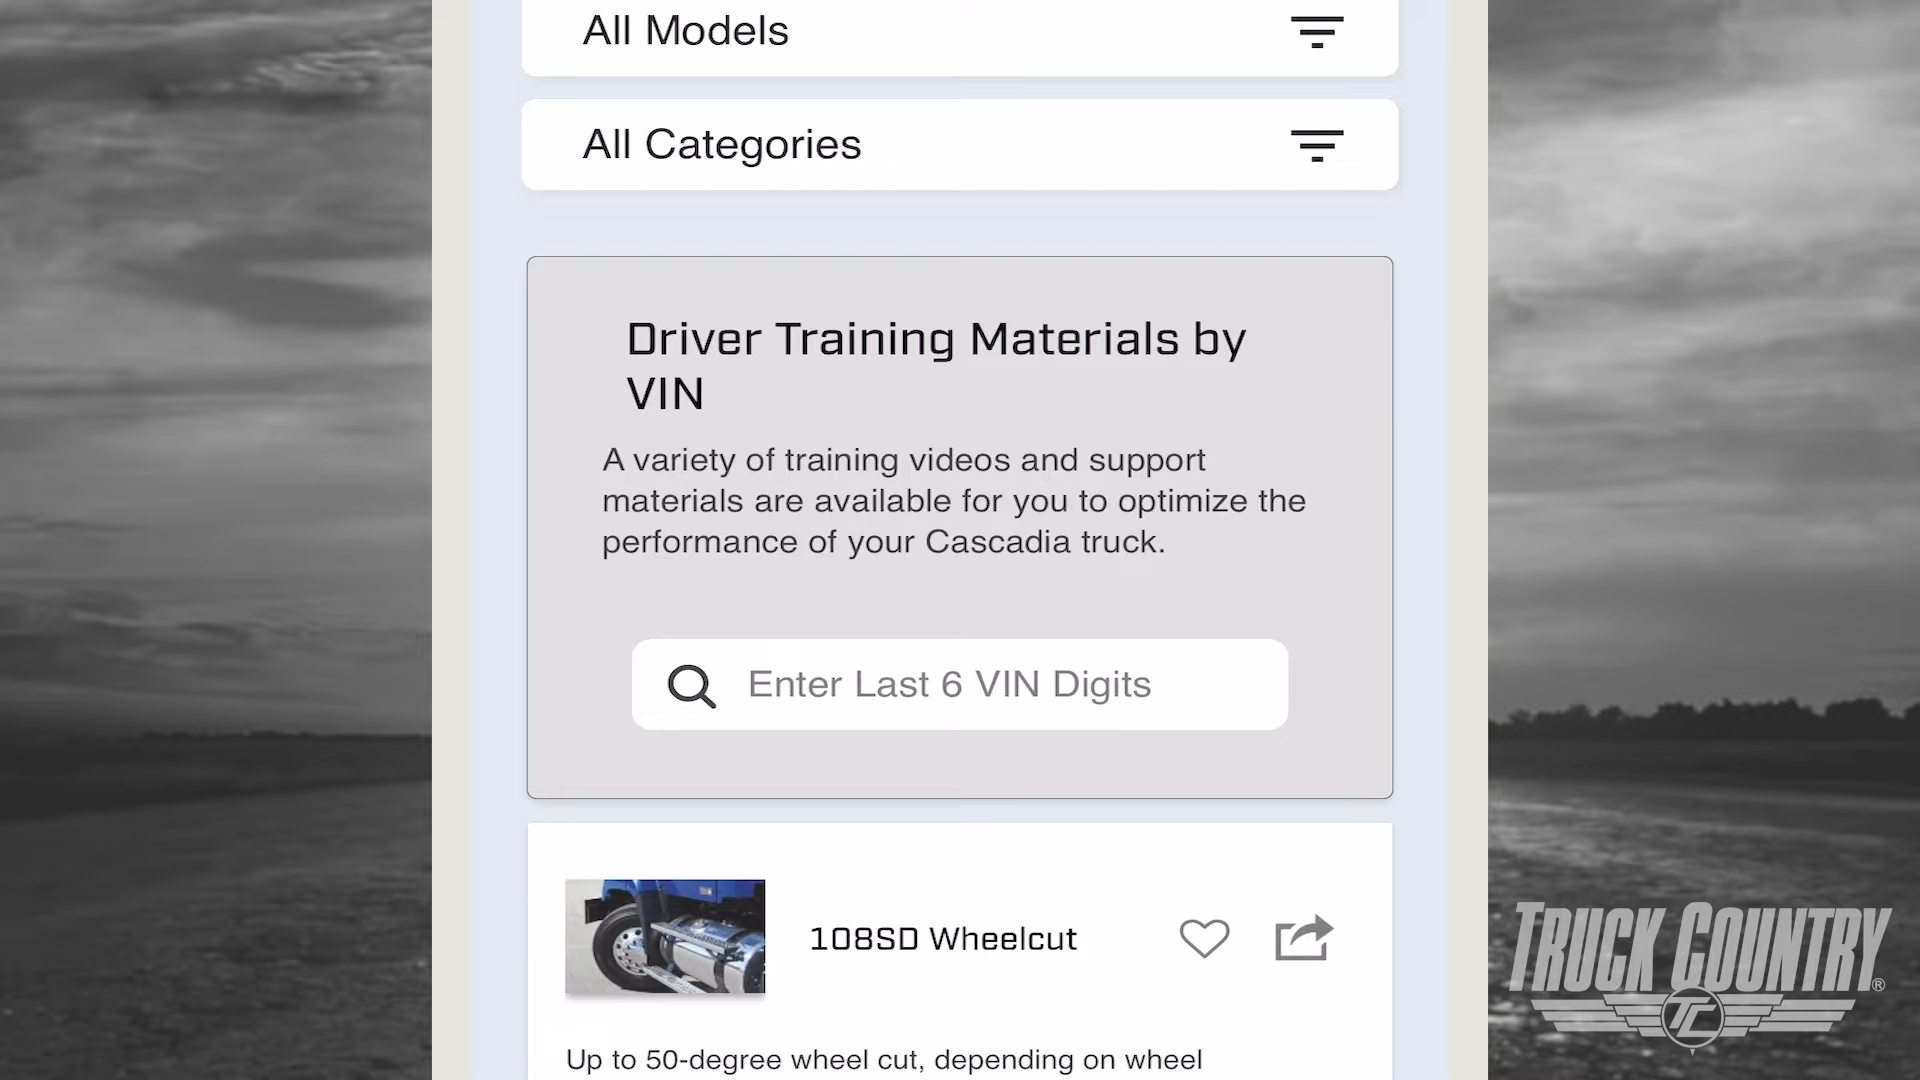 All Models
All Categories
Driver Training Materials by
VIN
A variety of training videos and support
materials are available for you to optimize the
performance of your Cascadia truck.
Enter Last 6 VIN Digits
108SD Wheelcut
Up to 50-degree wheel cut, depending on wheel
TRUCK COUNTRY®
TC